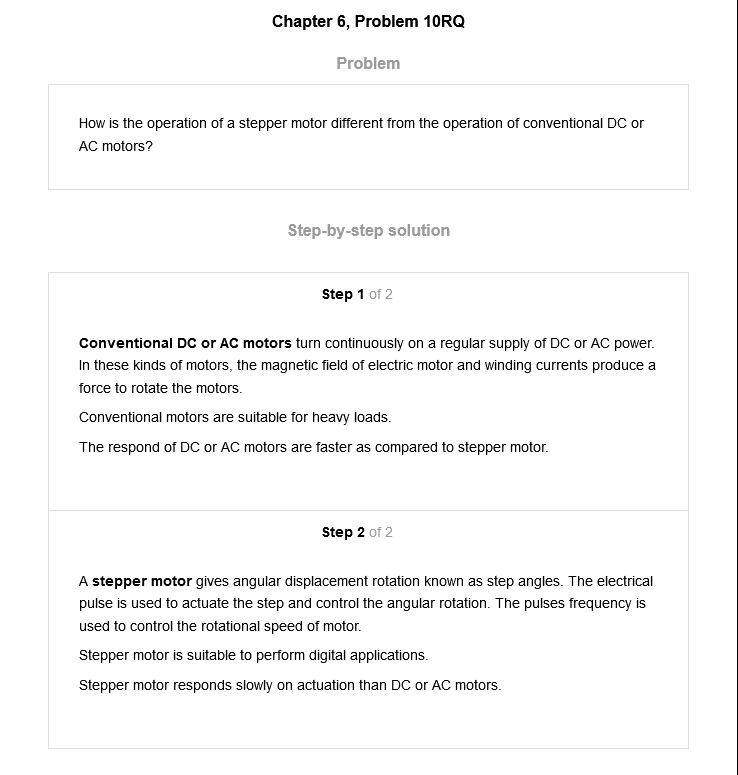 Chapter 6, Problem 10RQ
Problem
How is the operation of a stepper motor different from the operation of conventional DC or
AC motors?
Step-by-step solution
Step 1 of 2
Conventional DC or AC motors turn continuously on a regular supply of DC or AC power.
In these kinds of motors, the magnetic field of electric motor and winding currents produce a
force to rotate the motors.
Conventional motors are suitable for heavy loads.
The respond of DC or AC motors are faster as compared to stepper motor.
Step 2 of 2
A stepper motor gives angular displacement rotation known as step angles. The electrical
pulse is used to actuate the step and control the angular rotation. The pulses frequency is
used to control the rotational speed of motor.
Stepper motor is suitable to perform digital applications.
Stepper motor responds slowly on actuation than DC or AC motors.